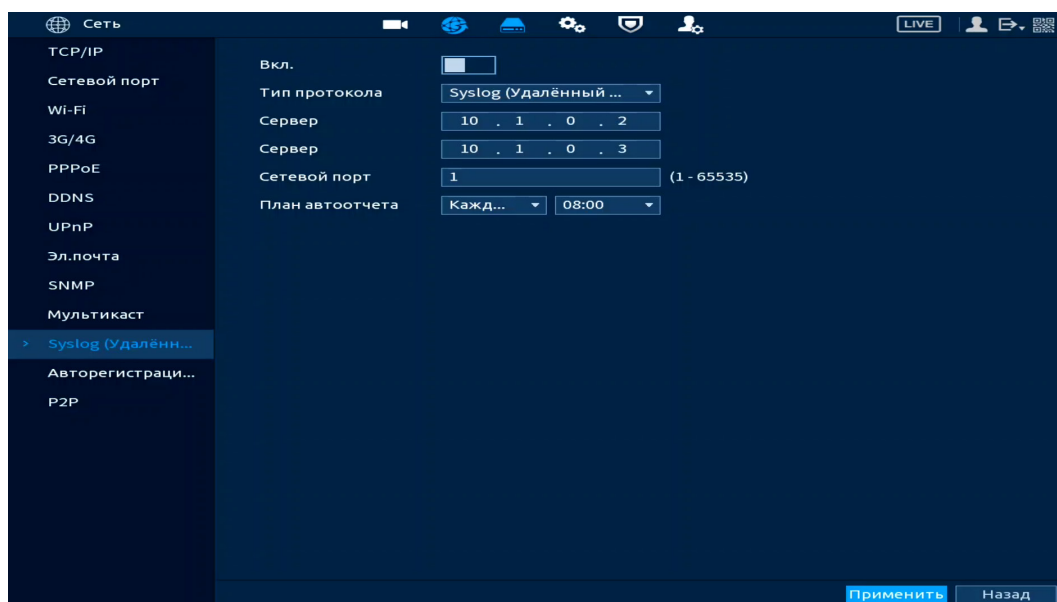 Сеть
LIVE
TCP/IP
Сетевой порт
Wi-Fi
3G/4G
PPPoE
DDNS
UPnP
Эл.почта
SNMP
Мультикаст
> Syslog (Удалённ...
Авторегистраци...
P2P
Вкл.
Тип протокола Syslog (Удалённый ...
Сервер 10 . 1 . 0 . 2
Сервер 10 . 1 . 0 . 3
Сетевой порт 1 (1 - 65535)
План автоотчета Кажд... 08:00
Применить Назад